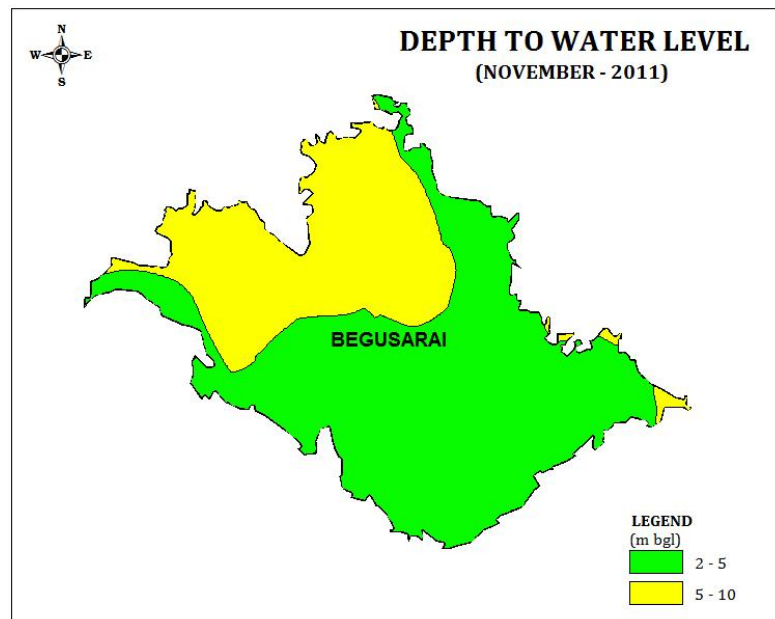 DEPTH TO WATER LEVEL
(NOVEMBER - 2011)
N
W E
S
BEGUSARAI
LEGEND
(m bgl)
2 - 5
5 - 10